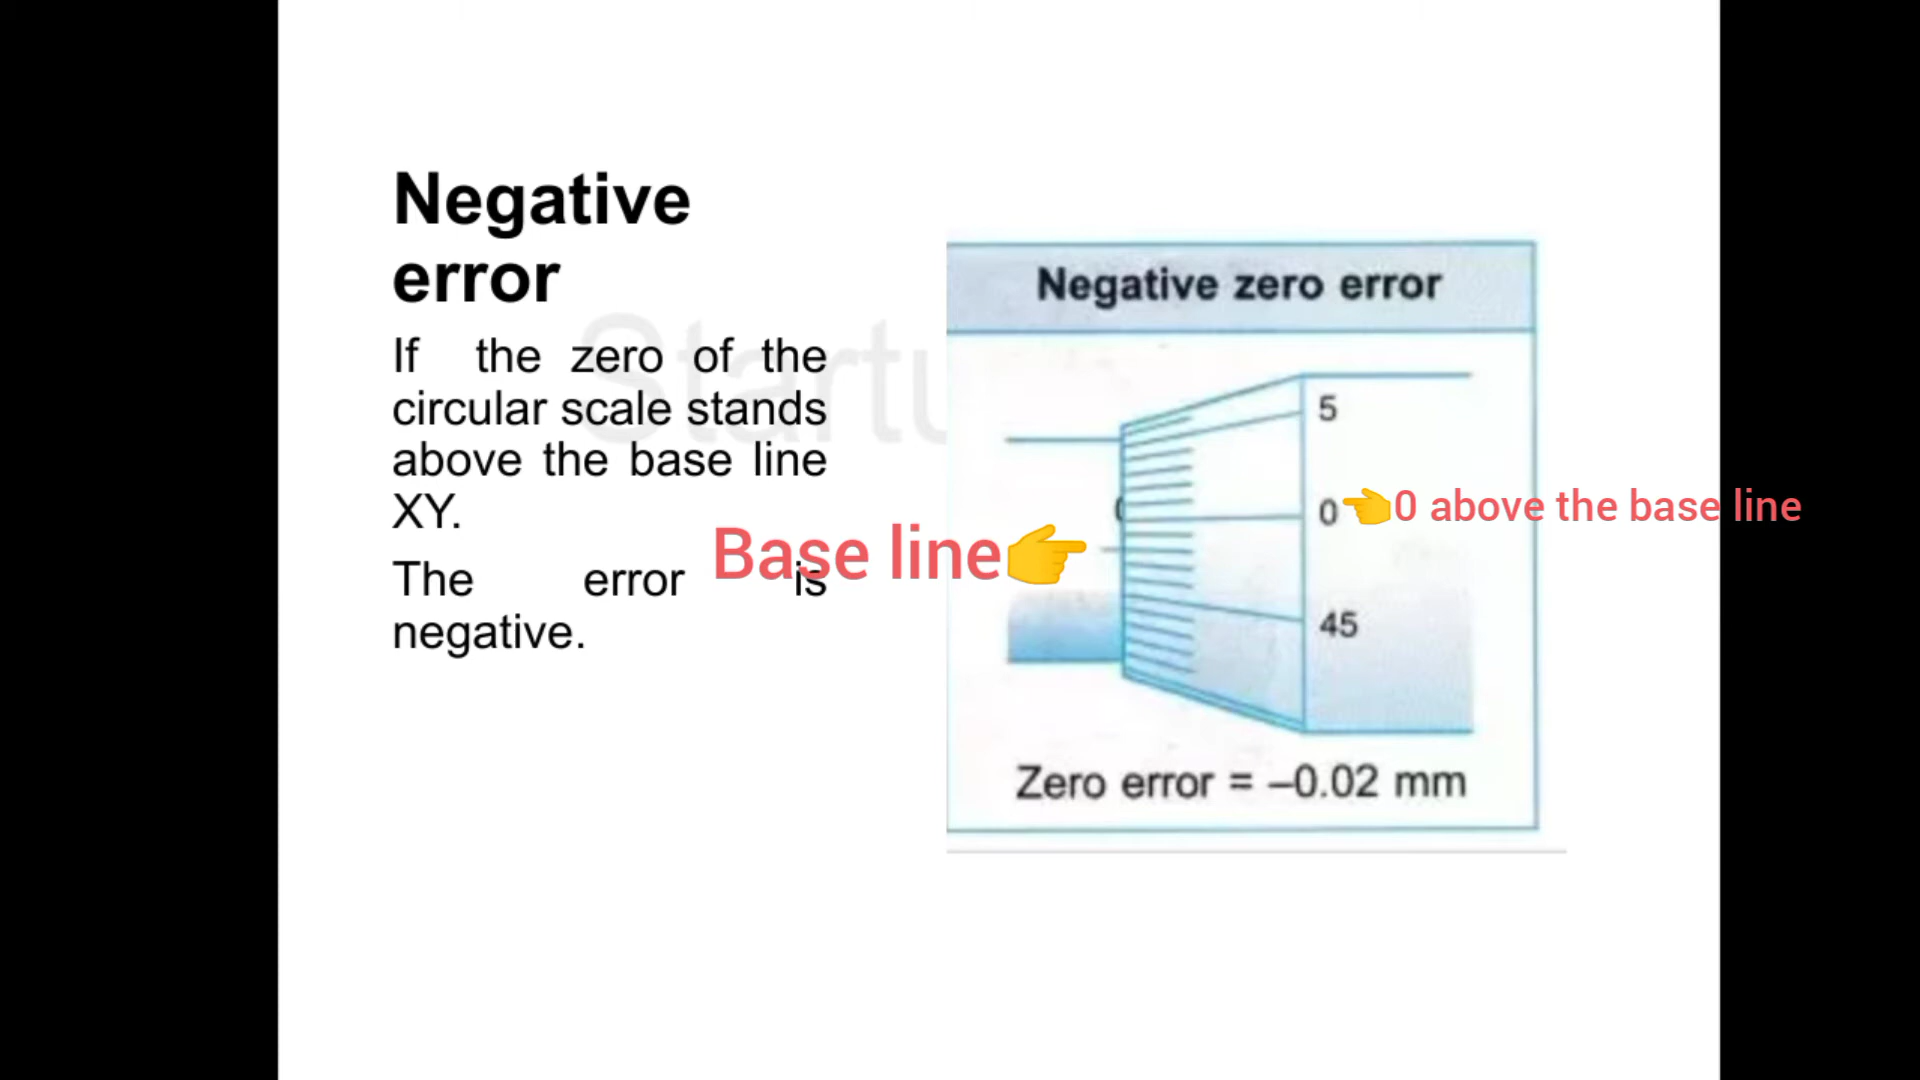 Negative
error
If the zero of the
circular scale stands
above the base line
XY.
The error is
negative.
Base line👉
Negative zero error
5
0
👈0 above the base line
45
Zero error = –0.02 mm